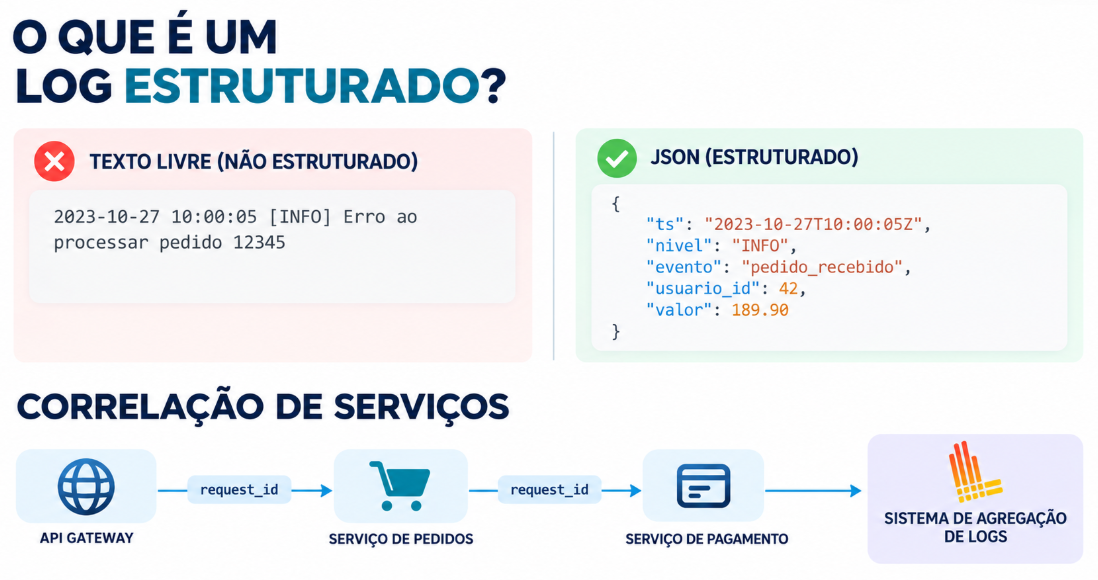 O QUE É UM
LOG ESTRUTURADO?
TEXTO LIVRE (NÃO ESTRUTURADO)
2023-10-27 10:00:05 [INFO] Erro ao
processar pedido 12345
JSON (ESTRUTURADO)
{
"ts": "2023-10-27T10:00:05Z",
"nivel": "INFO",
"evento": "pedido_recebido",
"usuario_id": 42,
"valor": 189.90
}
CORRELAÇÃO DE SERVIÇOS
request_id
request_id
API GATEWAY
SERVIÇO DE PEDIDOS
SERVIÇO DE PAGAMENTO
SISTEMA DE AGREGAÇÃO
DE LOGS